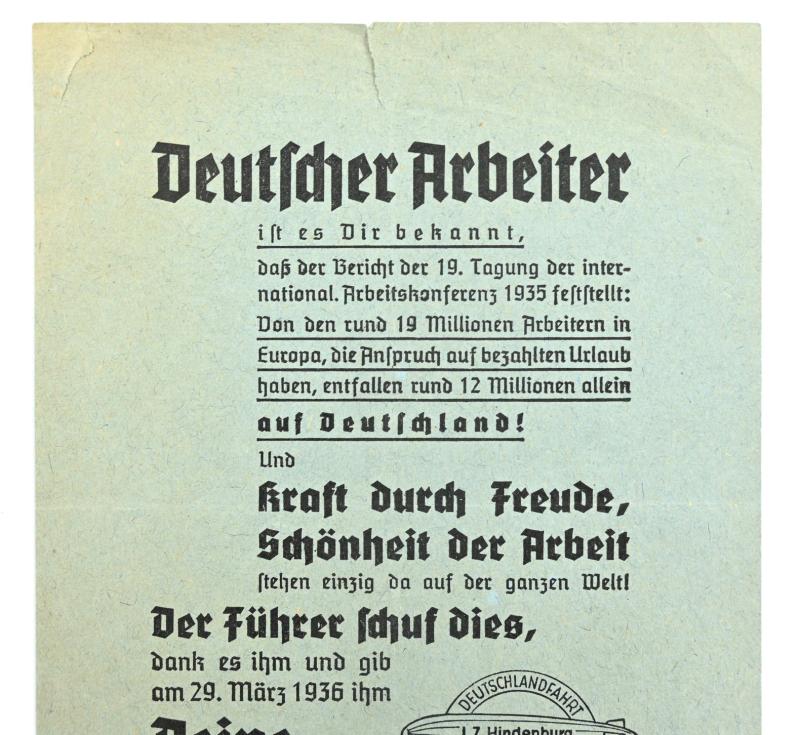 Deutscher Arbeiter
ist es Dir bekannt,
daß der Bericht der 19. Tagung der inter-
national. Arbeitskonferenz 1935 feststellt:
Von den rund 19 Millionen Arbeitern in
Europa, die Anspruch auf bezahlten Urlaub
haben, entfallen rund 12 Millionen allein
auf Deutschland!
Und
Kraft durch Freude,
Schönheit der Arbeit
stehen einzig da auf der ganzen Welt!
Der Führer schuf dies,
dank es ihm und gib
am 29. März 1936 ihm
DEUTSCHLANDFAHRT
Deine
L Z Hindenburg